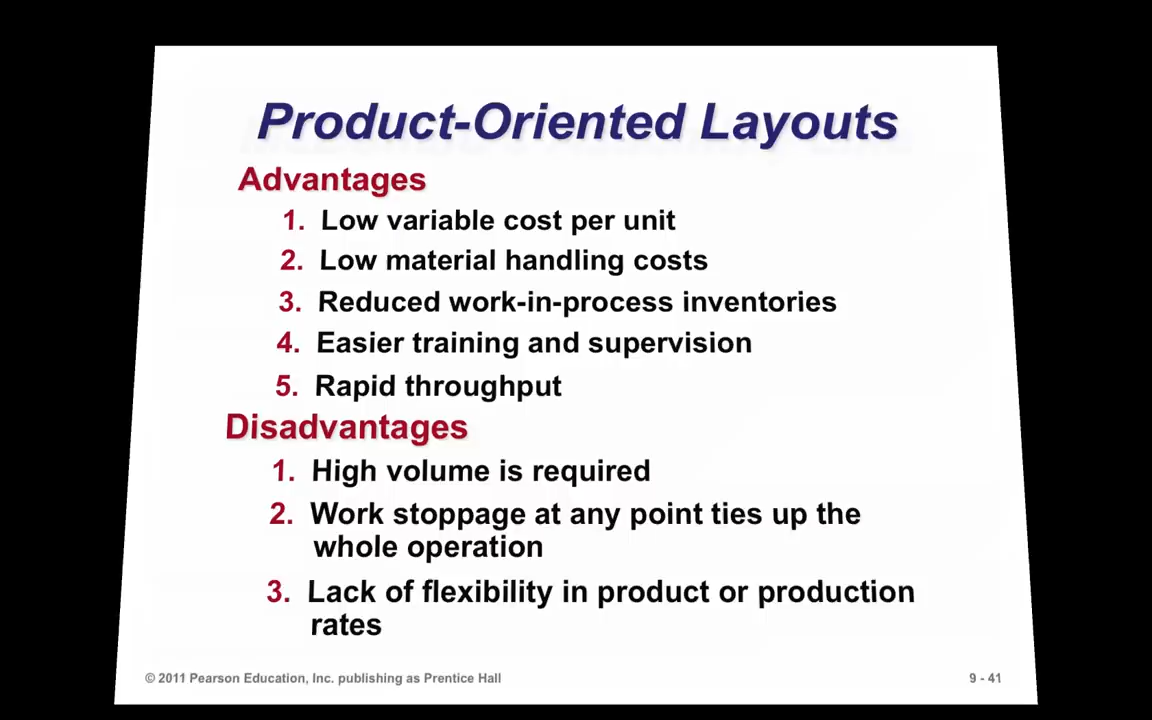 Product-Oriented Layouts
Advantages
1. Low variable cost per unit
2. Low material handling costs
3. Reduced work-in-process inventories
4. Easier training and supervision
5. Rapid throughput
Disadvantages
1. High volume is required
2. Work stoppage at any point ties up the
whole operation
3. Lack of flexibility in product or production
rates
© 2011 Pearson Education, Inc. publishing as Prentice Hall
9 - 41